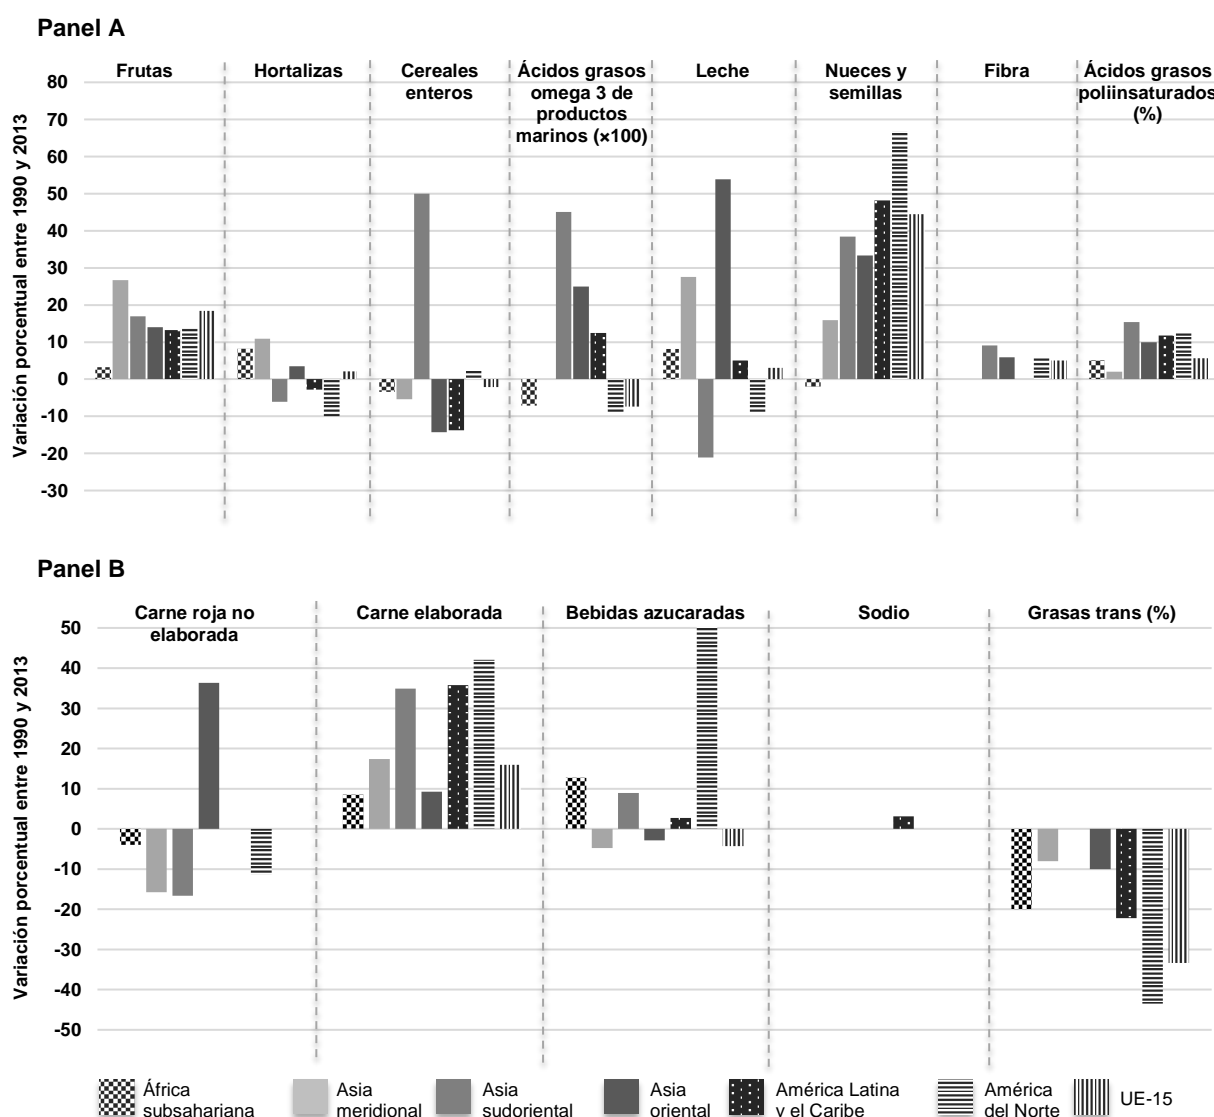 Panel A
Frutas
Hortalizas
Cereales
enteros
Ácidos grasos
omega 3 de
productos
marinos (×100)
Leche
Nueces y
semillas
Fibra
Ácidos grasos
poliinsaturados
(%)
Variación porcentual entre 1990 y 2013
80
70
60
50
40
30
20
10
0
-10
-20
-30
Panel B
Carne roja no
elaborada
Carne elaborada
Bebidas azucaradas
Sodio
Grasas trans (%)
Variación porcentual entre 1990 y 2013
50
40
30
20
10
0
-10
-20
-30
-40
-50
África
subsahariana
Asia
meridional
Asia
sudoriental
Asia
oriental
América Latina
y el Caribe
América
del Norte
UE-15